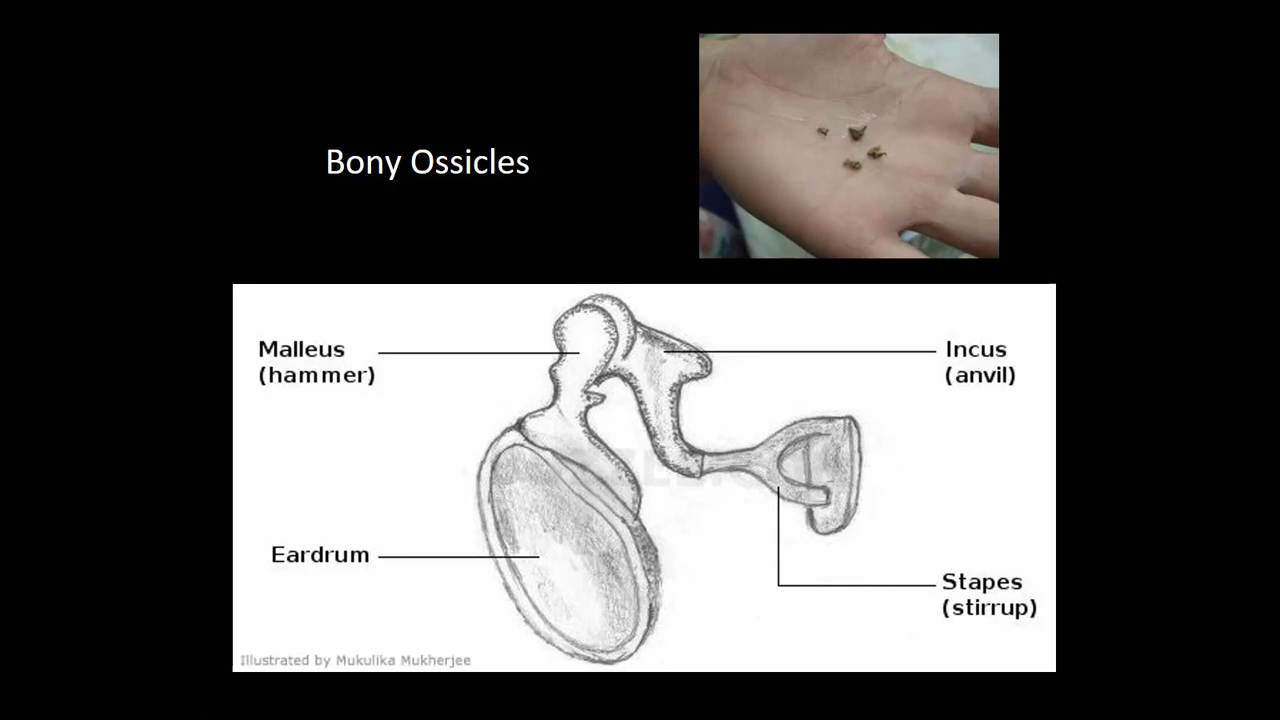 Bony Ossicles
Malleus
(hammer)
Incus
(anvil)
Eardrum
Stapes
(stirrup)
Illustrated by Mukulika Mukherjee